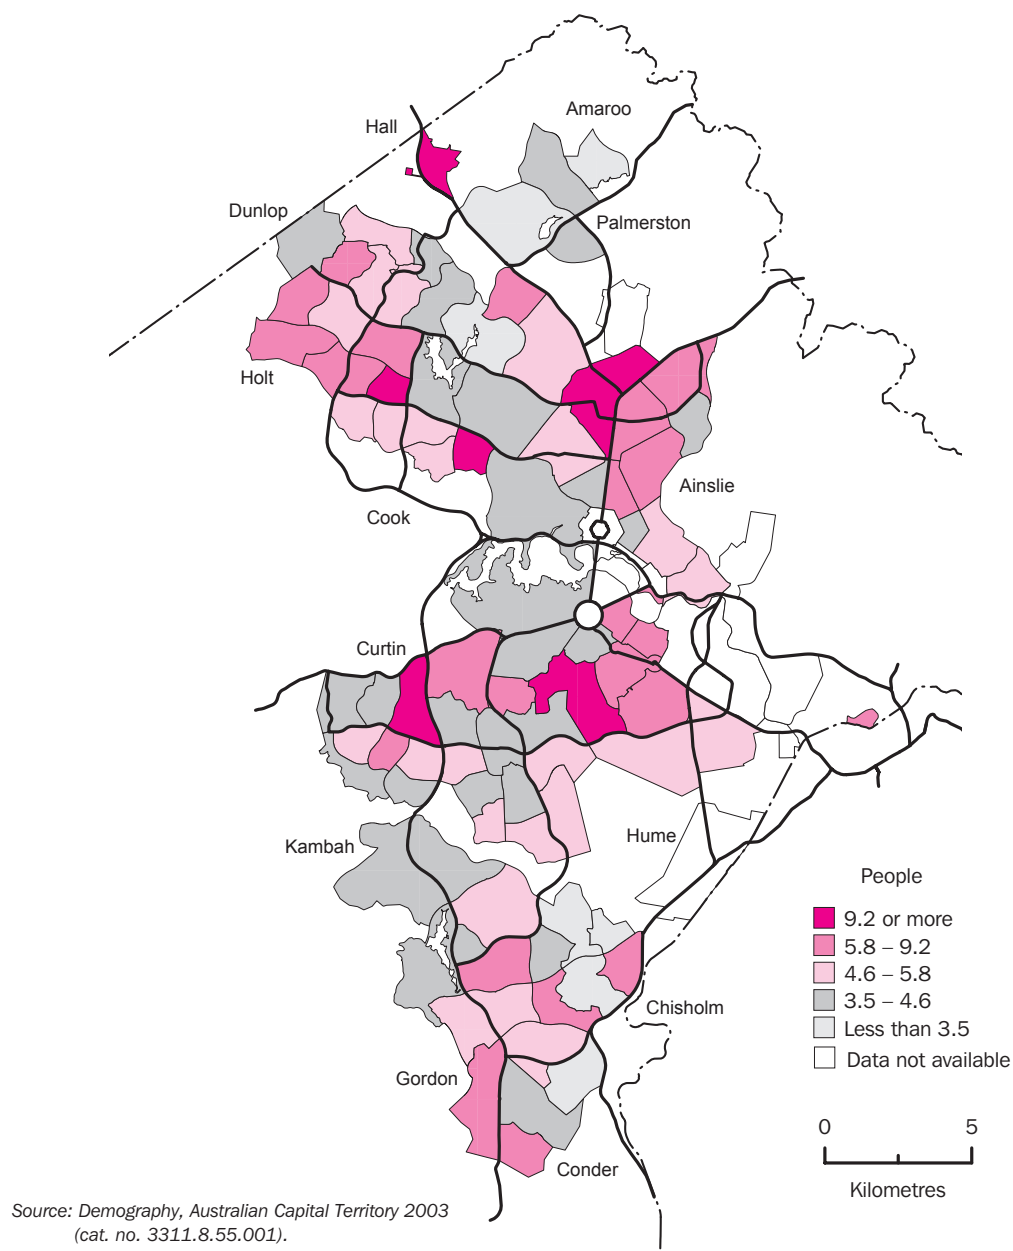 Amaroo
Hall
Dunlop
Palmerston
Holt
Ainslie
Cook
Curtin
Hume
Kambah
People
9.2 or more
5.8 – 9.2
4.6 – 5.8
3.5 – 4.6
Less than 3.5
Data not available
Chisholm
Gordon
0 5
Conder
Kilometres
Source: Demography, Australian Capital Territory 2003
(cat. no. 3311.8.55.001).